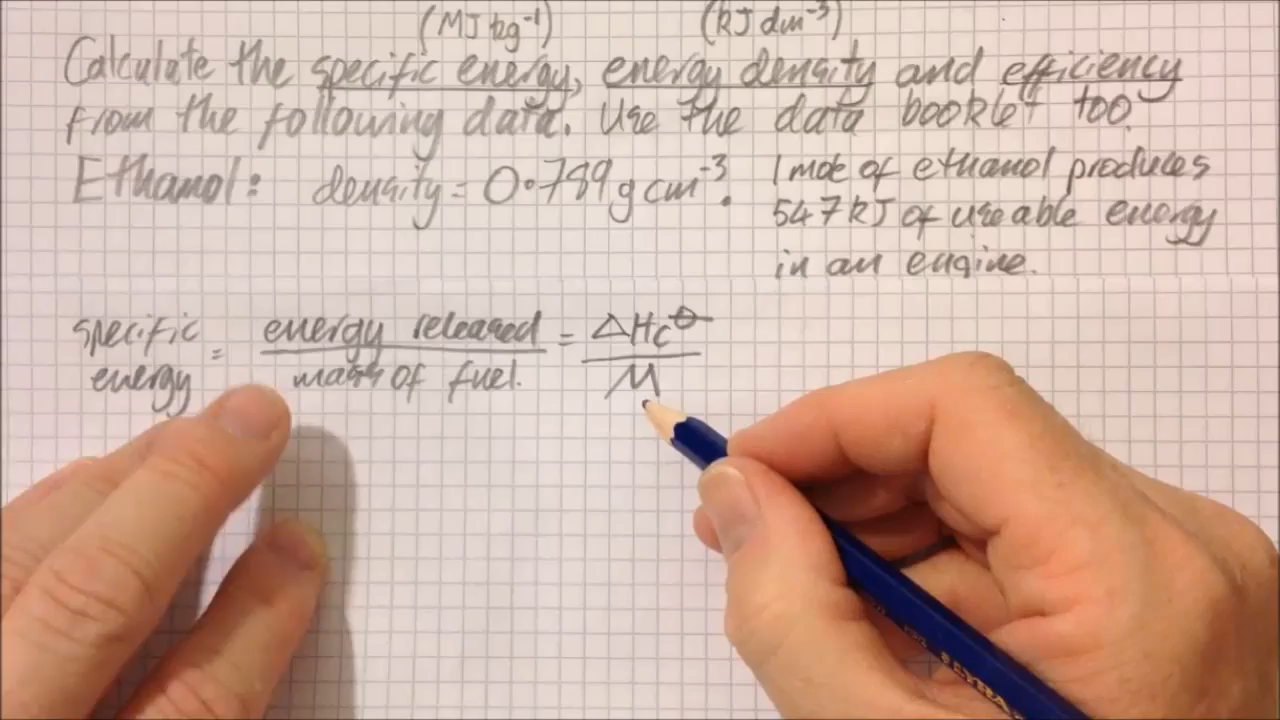 (MJ kg⁻¹) (kJ dm⁻³)
Calculate the specific energy, energy density and efficiency
from the following data. Use the data booklet too.
Ethanol: density = 0.789 g cm⁻³. 1 mole of ethanol produces
547 kJ of useable energy
in an engine.
specific energy = energy released / mass of fuel. = ΔHc⦵ / M